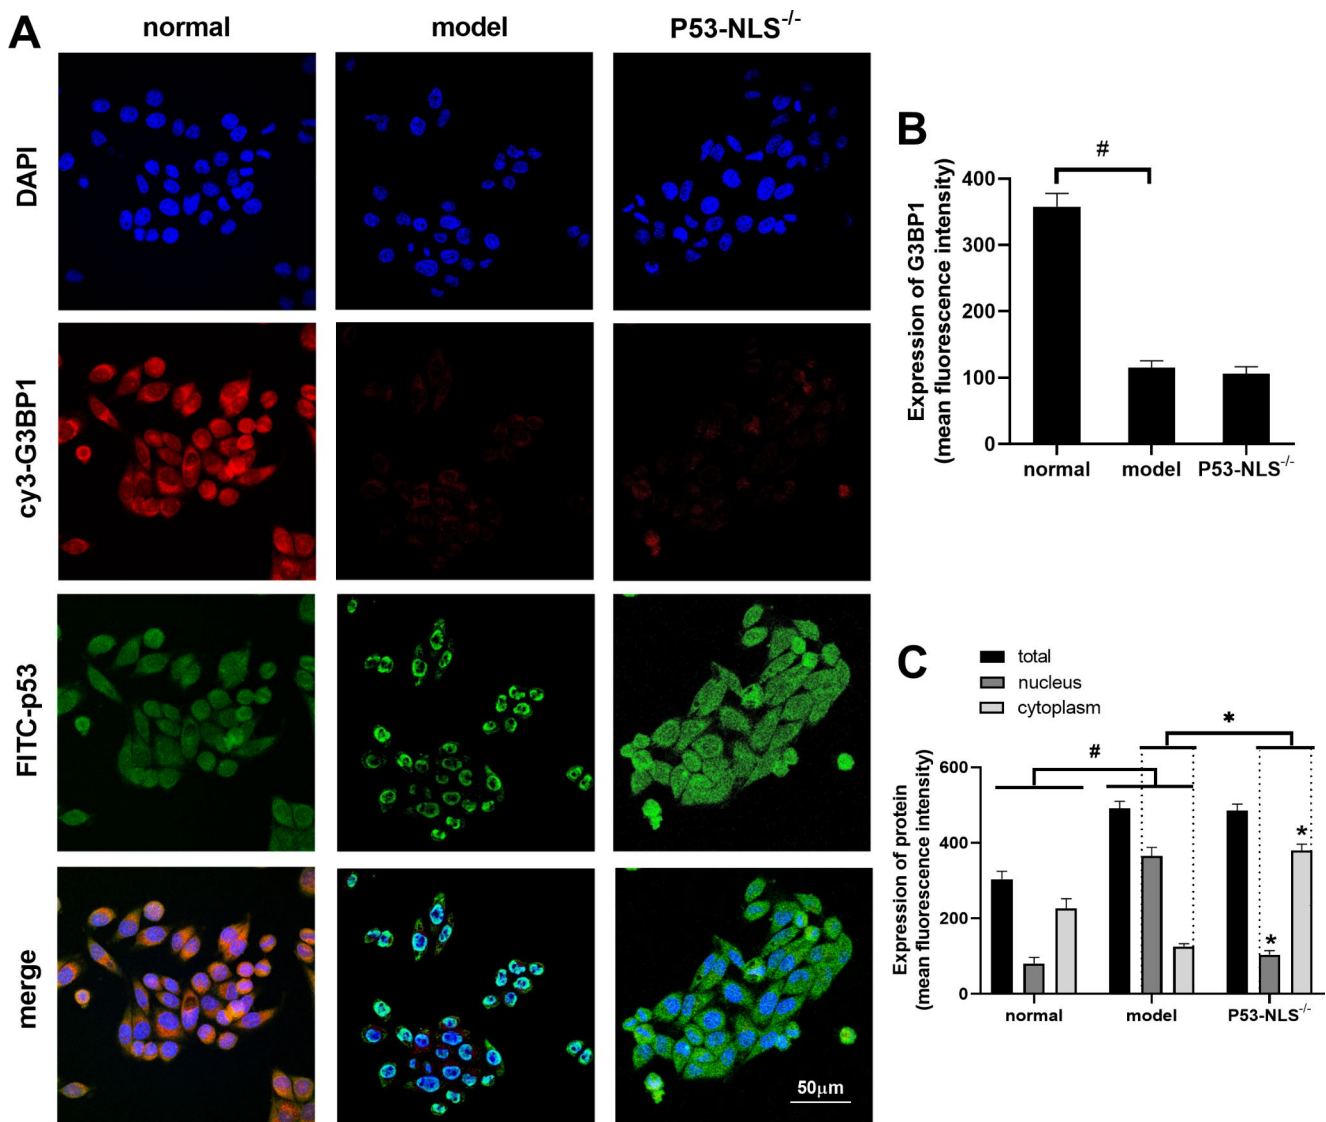 A
normal
model
P53-NLS-/-
DAPI
cy3-G3BP1
FITC-p53
merge
50μm
B
#
Expression of G3BP1
(mean fluorescence intensity)
400
300
200
100
0
normal
model
P53-NLS-/-
C
total
nucleus
cytoplasm
*
#
*
*
Expression of protein
(mean fluorescence intensity)
600
400
200
0
normal
model
P53-NLS-/-